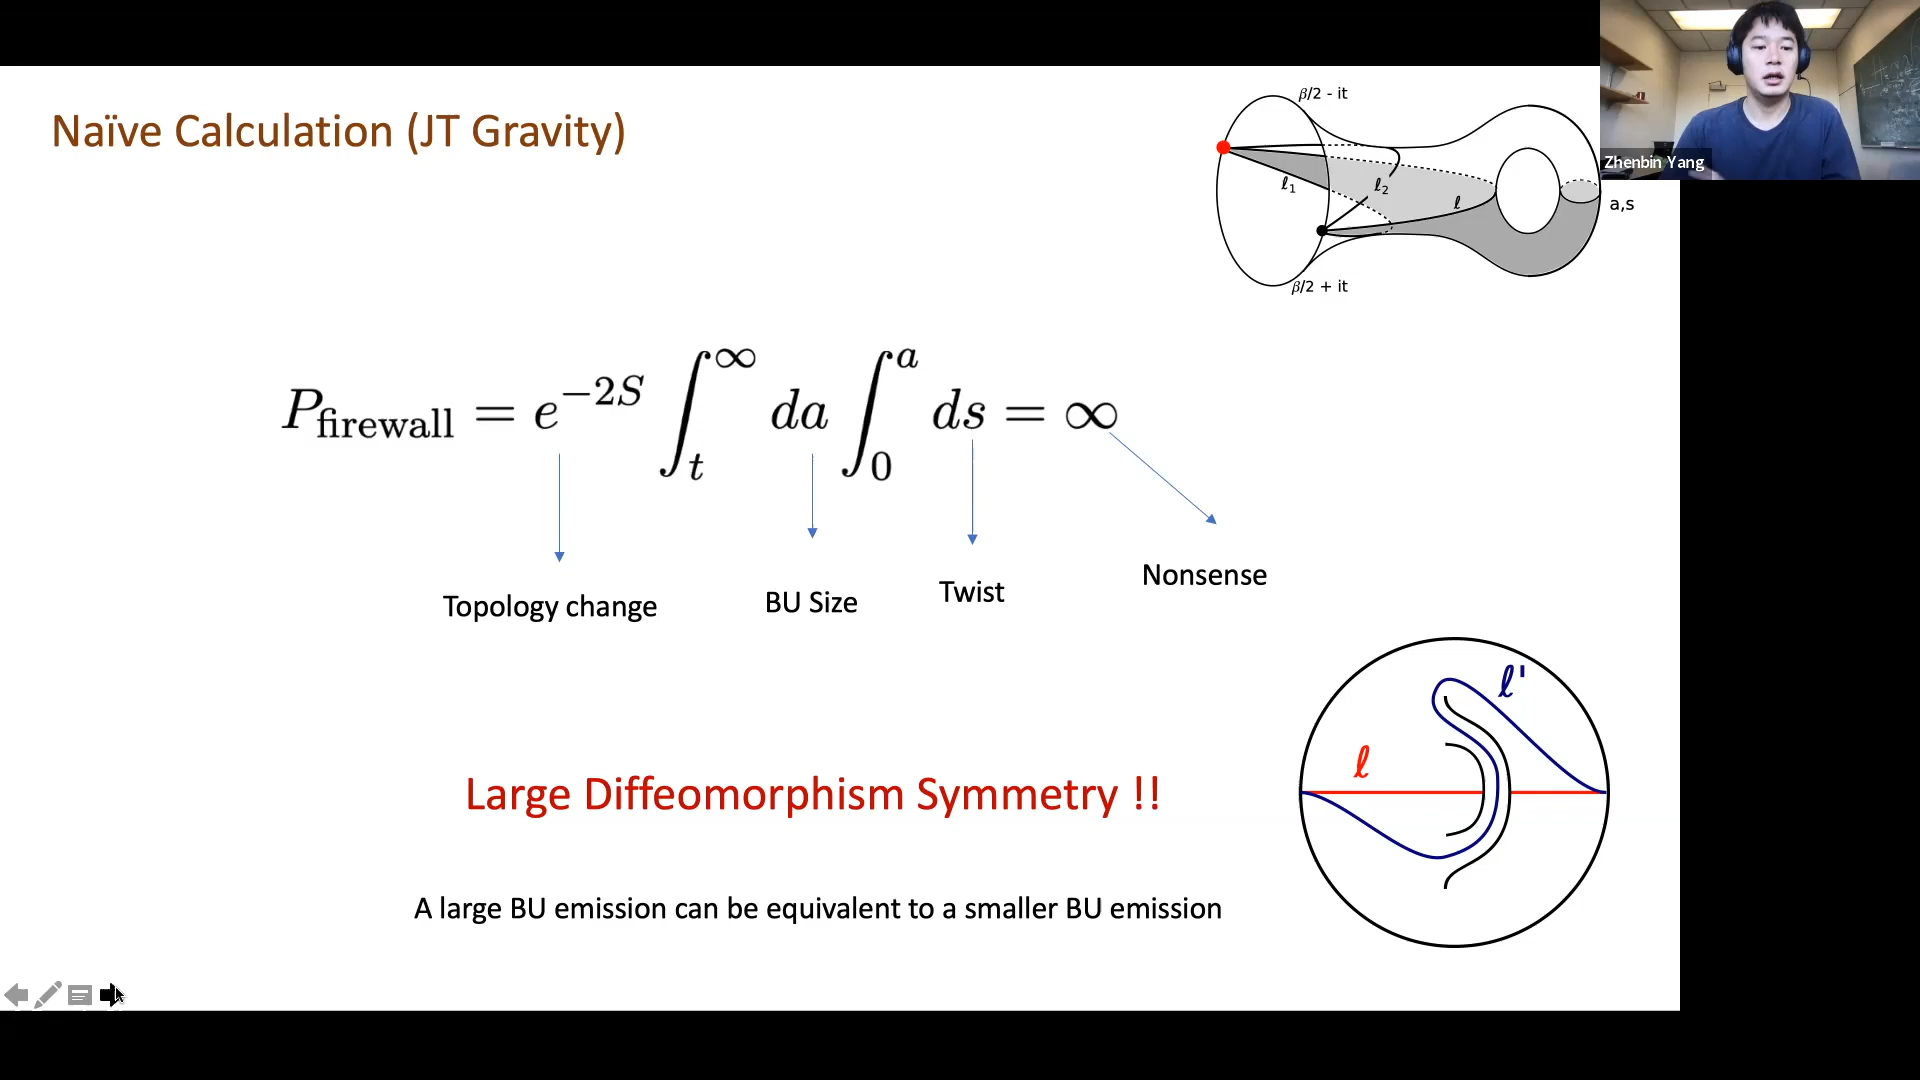 Naïve Calculation (JT Gravity)
β/2 - it
ℓ₁
ℓ₂
ℓ
a,s
β/2 + it
Zhenbin Yang
P_firewall = e^{-2S} ∫_t^∞ da ∫_0^a ds = ∞
Topology change
BU Size
Twist
Nonsense
ℓ
ℓ'
Large Diffeomorphism Symmetry !!
A large BU emission can be equivalent to a smaller BU emission